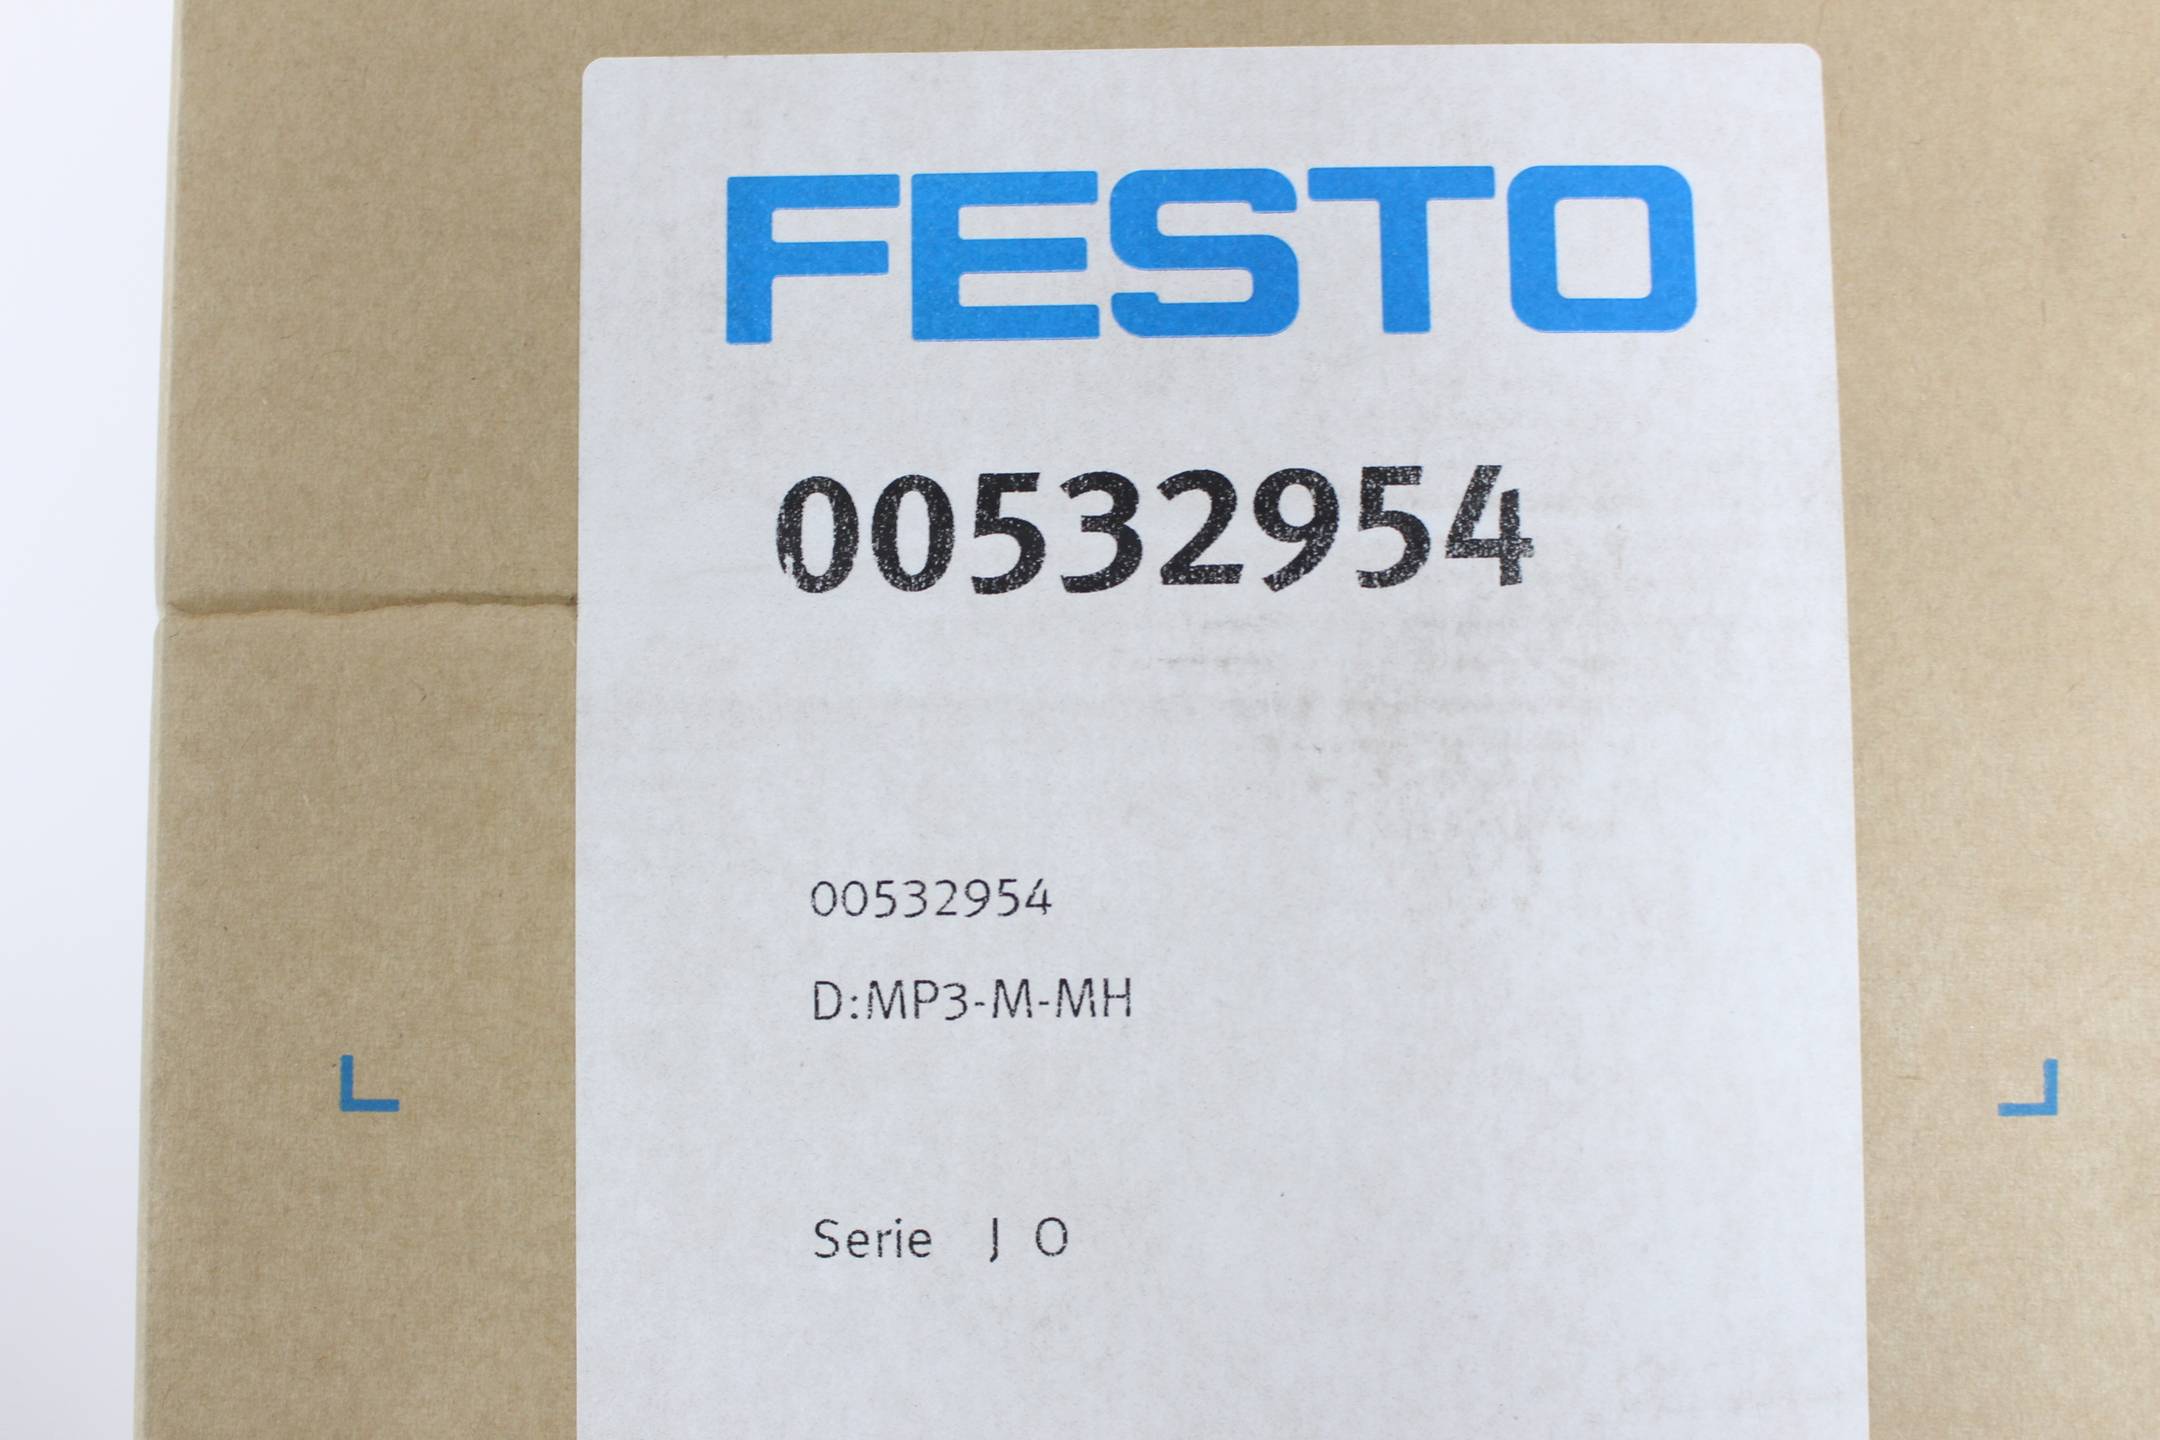 FESTO
00532954
00532954
D:MP3-M-MH
Serie J O